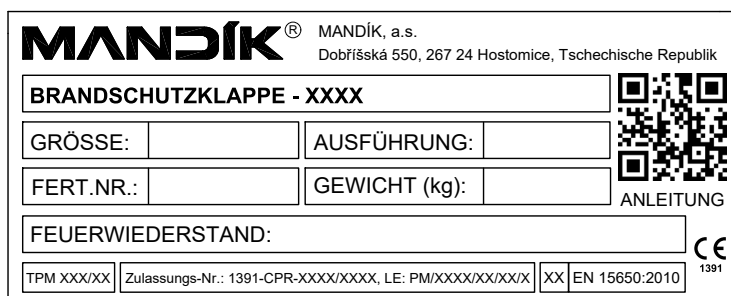 MANDÍK® MANDÍK, a.s.
Dobříšská 550, 267 24 Hostomice, Tschechische Republik
BRANDSCHUTZKLAPPE - XXXX
GRÖSSE: AUSFÜHRUNG:
FERT.NR.: GEWICHT (kg):
ANLEITUNG
FEUERWIEDERSTAND:
CE
1391
TPM XXX/XX Zulassungs-Nr.: 1391-CPR-XXXX/XXXX, LE: PM/XXXX/XX/XX/X XX EN 15650:2010